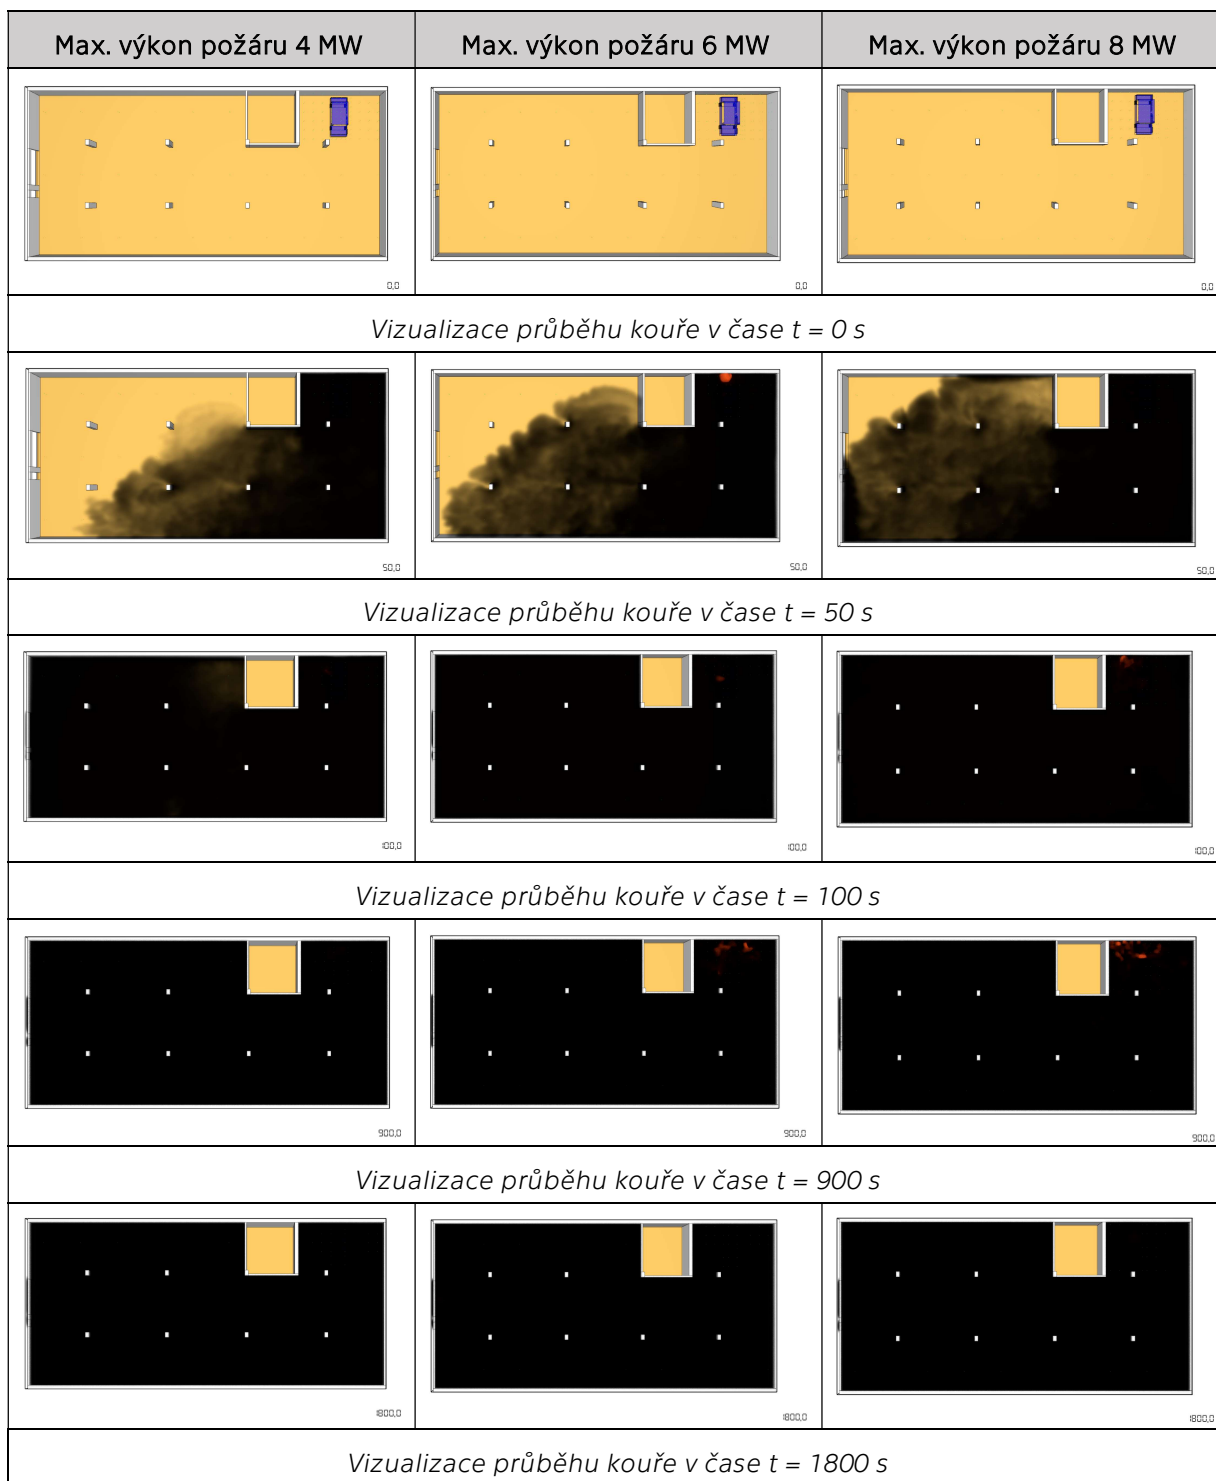 Max. výkon požáru 4 MW
Max. výkon požáru 6 MW
Max. výkon požáru 8 MW
0,0
0,0
0,0
Vizualizace průběhu kouře v čase t = 0 s
50,0
50,0
50,0
Vizualizace průběhu kouře v čase t = 50 s
100,0
100,0
100,0
Vizualizace průběhu kouře v čase t = 100 s
900,0
900,0
900,0
Vizualizace průběhu kouře v čase t = 900 s
1800,0
1800,0
1800,0
Vizualizace průběhu kouře v čase t = 1800 s